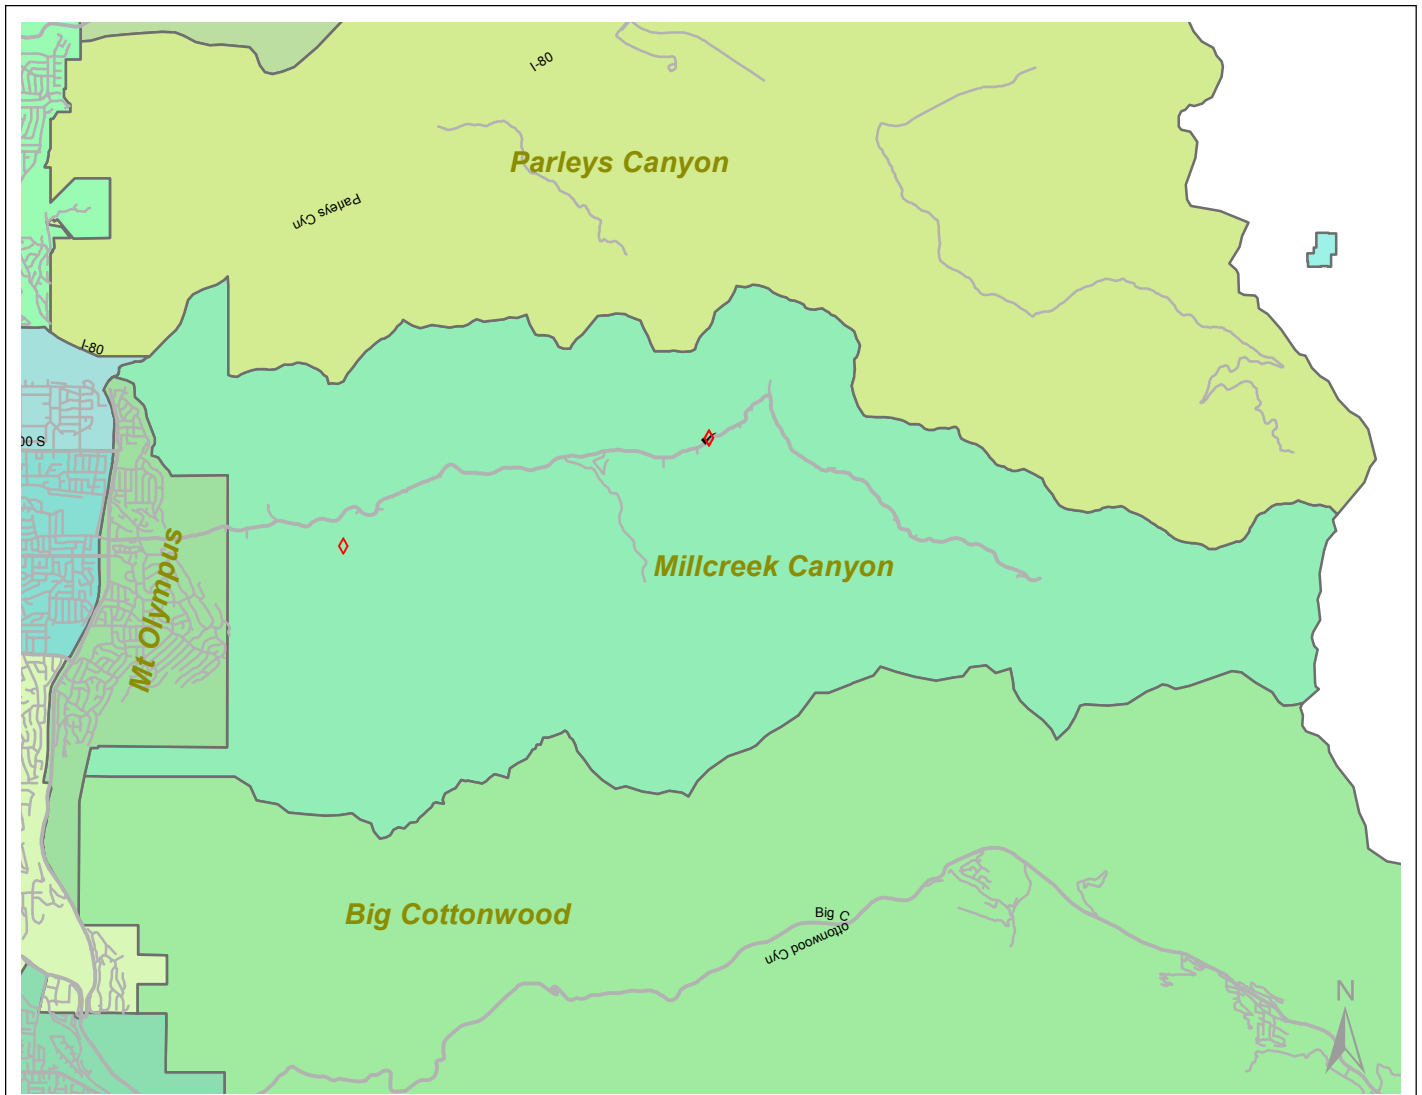 I-80
Parleys Canyon
Parleys Cyn
I-80
00 S
Mt Olympus
Millcreek Canyon
Big Cottonwood
Big C
ottonwood Cyn
N